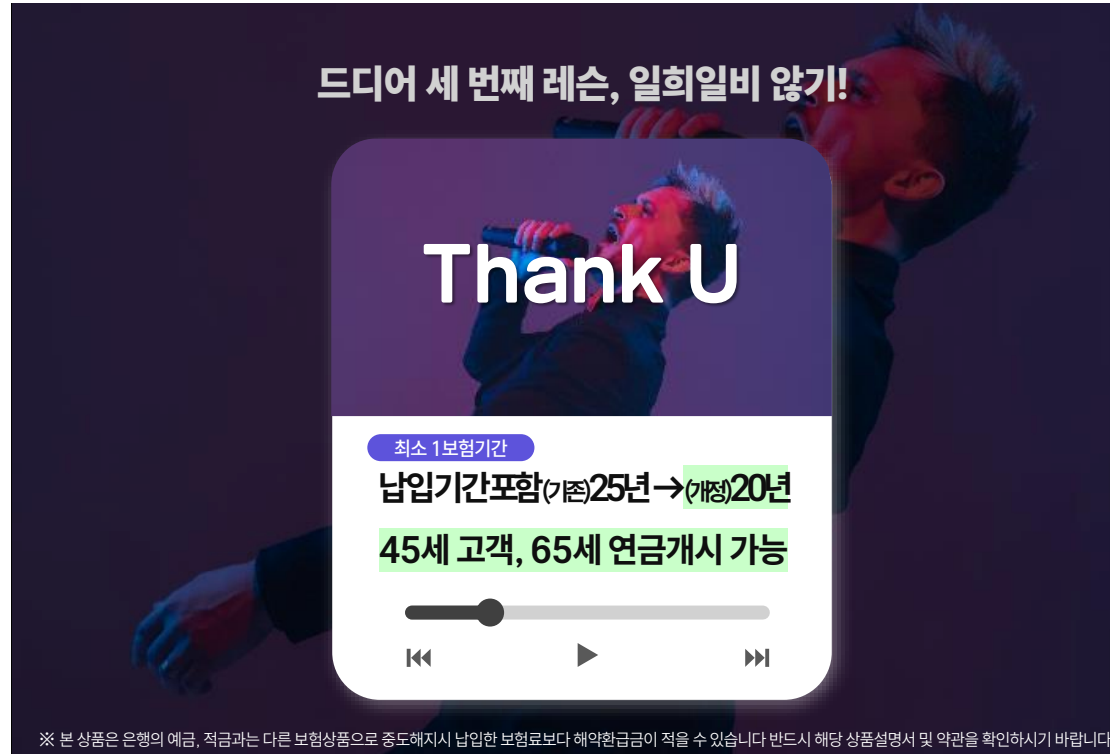 드디어 세 번째 레슨, 일희일비 않기!
Thank U
최소 1보험기간
납입기간포함(기존)25년→(개정)20년
45세 고객, 65세 연금개시 가능
※ 본 상품은 은행의 예금, 적금과는 다른 보험상품으로 중도해지시 납입한 보험료보다 해약환급금이 적을 수 있습니다 반드시 해당 상품설명서 및 약관을 확인하시기 바랍니다